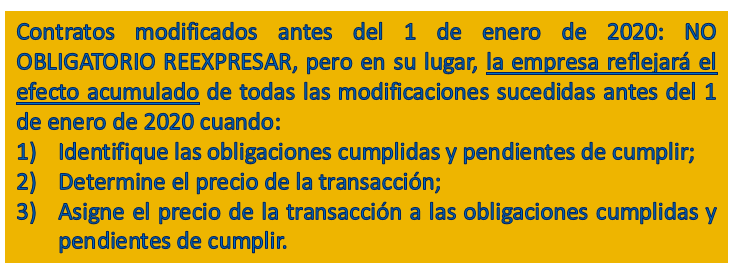 Contratos modificados antes del 1 de enero de 2020: NO
OBLIGATORIO REEXPRESAR, pero en su lugar, la empresa reflejará el
efecto acumulado de todas las modificaciones sucedidas antes del 1
de enero de 2020 cuando:
1) Identifique las obligaciones cumplidas y pendientes de cumplir;
2) Determine el precio de la transacción;
3) Asigne el precio de la transacción a las obligaciones cumplidas y
pendientes de cumplir.